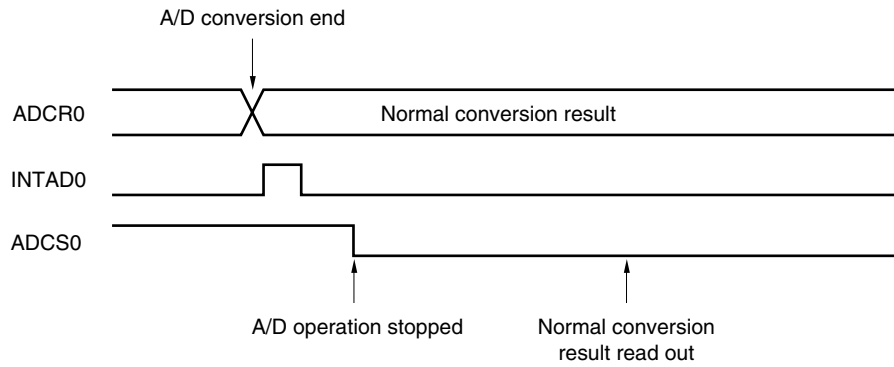 A/D conversion end
ADCR0
Normal conversion result
INTAD0
ADCS0
A/D operation stopped
Normal conversion
result read out